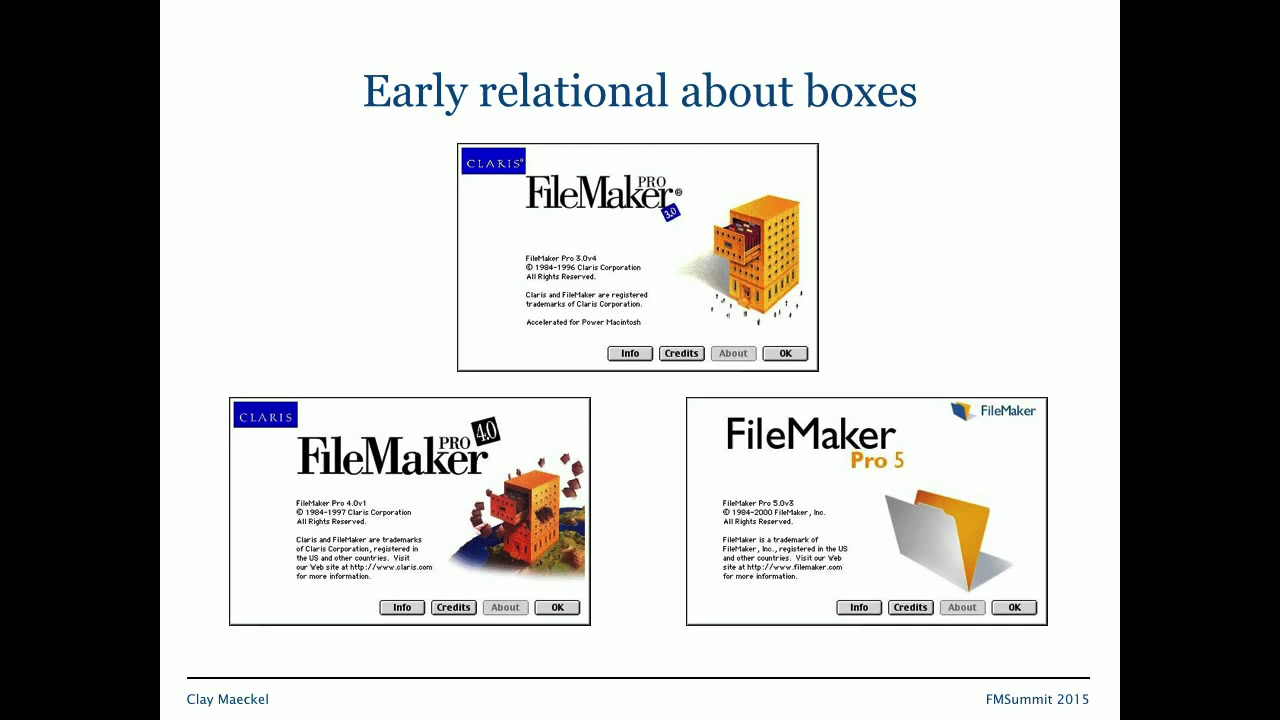 Early relational about boxes
CLARIS
FileMaker PRO
3.0
FileMaker Pro 3.0v4
© 1984-1996 Claris Corporation
All Rights Reserved.
Claris and FileMaker are registered
trademarks of Claris Corporation.
Accelerated for Power Macintosh
Info Credits About OK
CLARIS
FileMaker PRO 4.0
FileMaker Pro 4.0v1
© 1984-1997 Claris Corporation
All Rights Reserved.
Claris and FileMaker are trademarks
of Claris Corporation, registered in
the US and other countries. Visit
our Web site at http://www.claris.com
for more information.
Info Credits About OK
FileMaker
FileMaker
Pro 5
FileMaker Pro 5.0v3
© 1984-2000 FileMaker, Inc.
All Rights Reserved.
FileMaker is a trademark of
FileMaker, Inc., registered in the US
and other countries. Visit our Web
site at http://www.filemaker.com
for more information.
Info Credits About OK
Clay Maeckel
FMSummit 2015